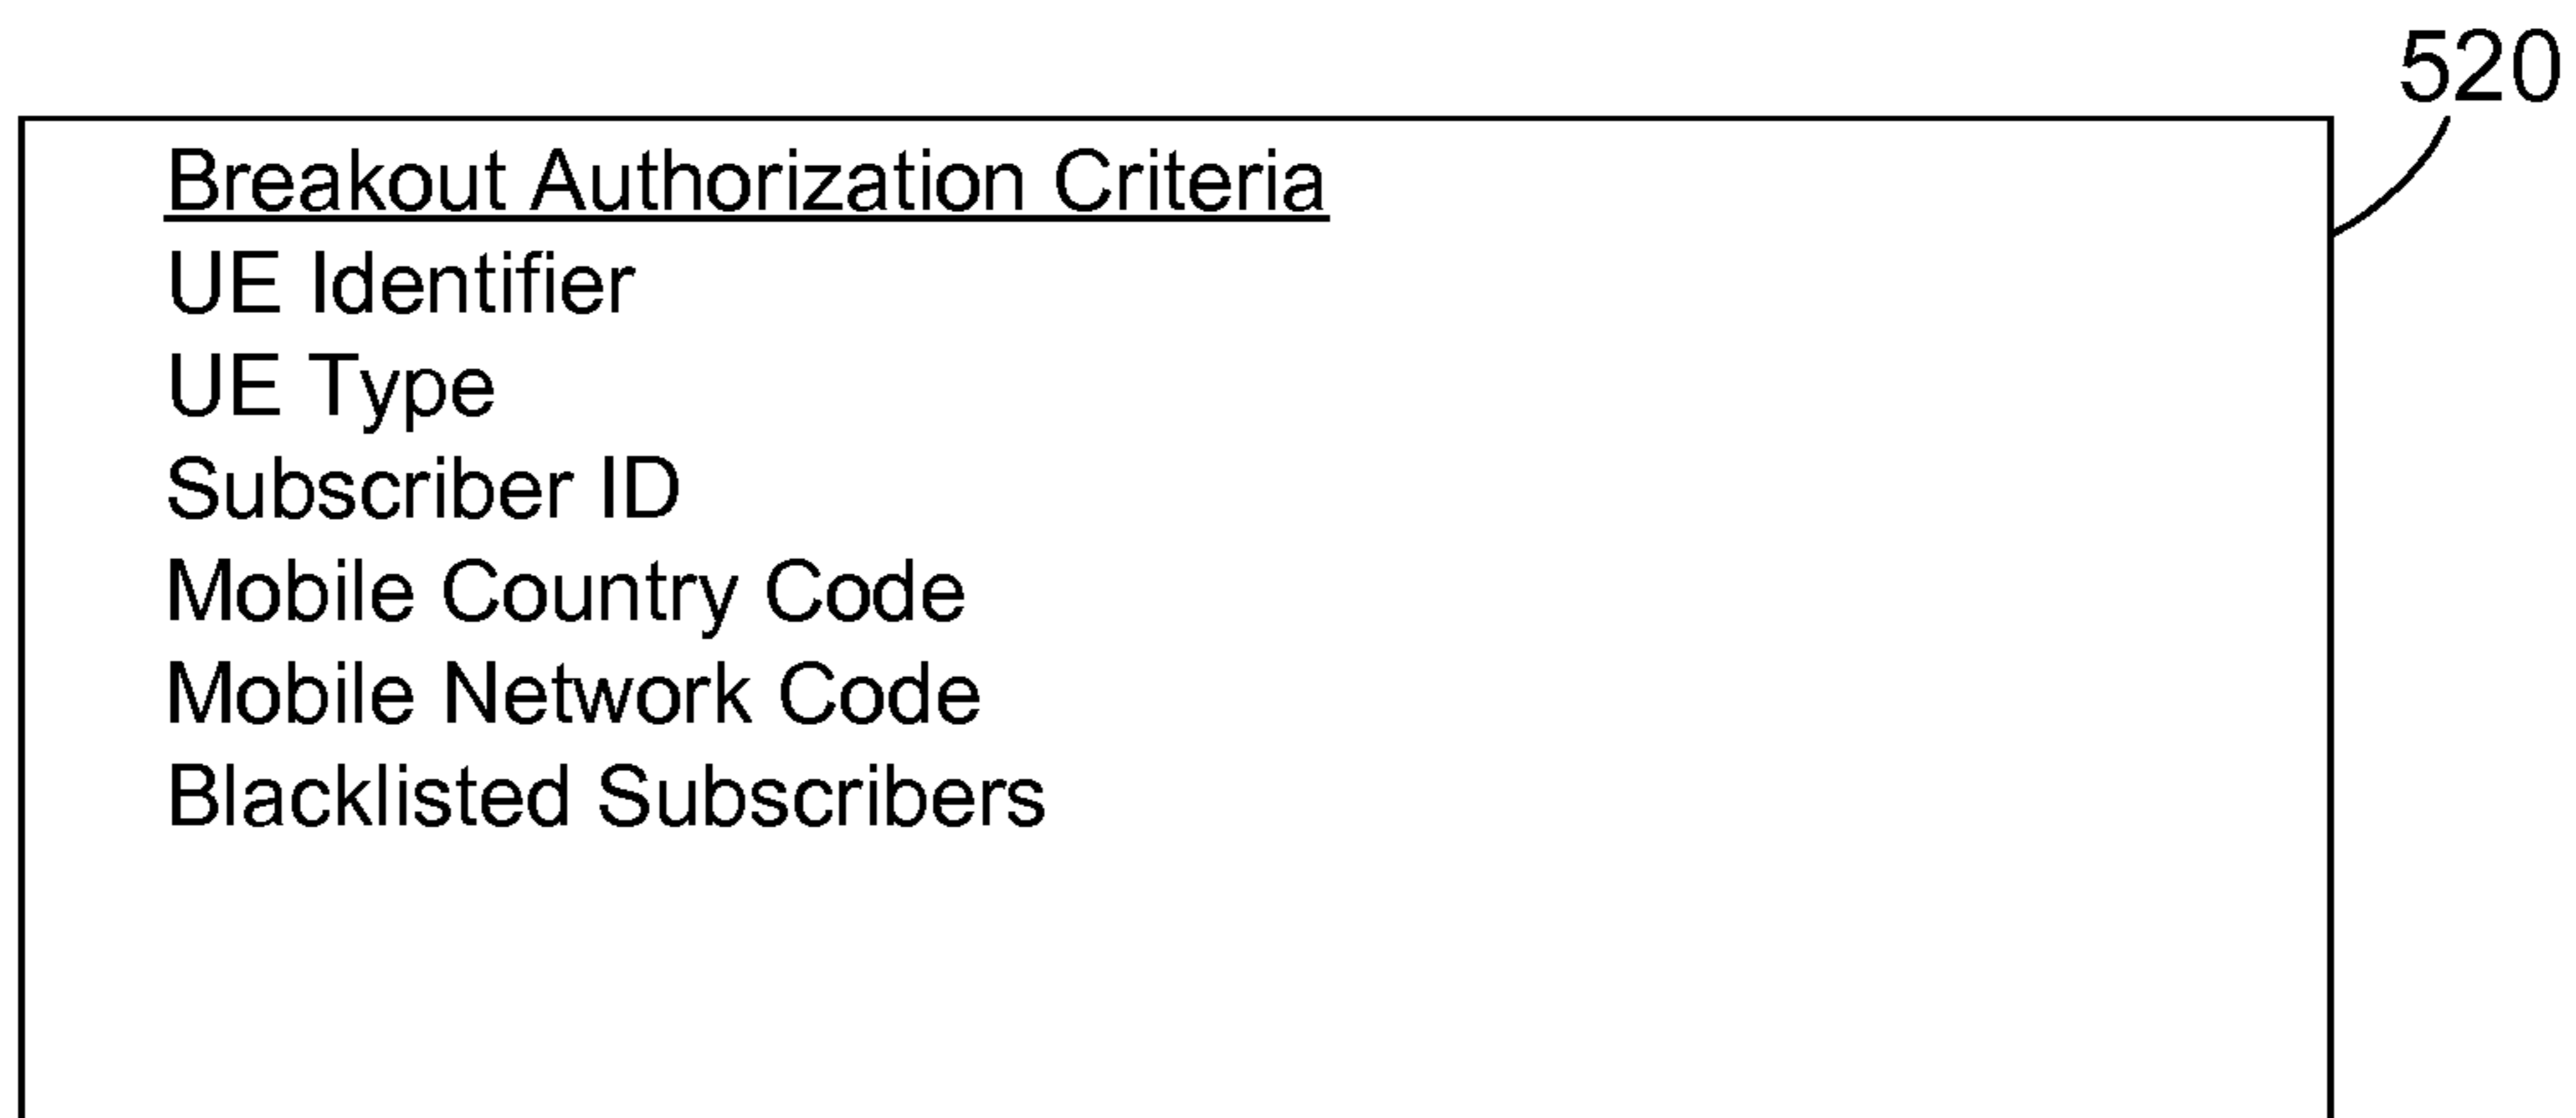 520
Breakout Authorization Criteria
UE Identifier
UE Type
Subscriber ID
Mobile Country Code
Mobile Network Code
Blacklisted Subscribers